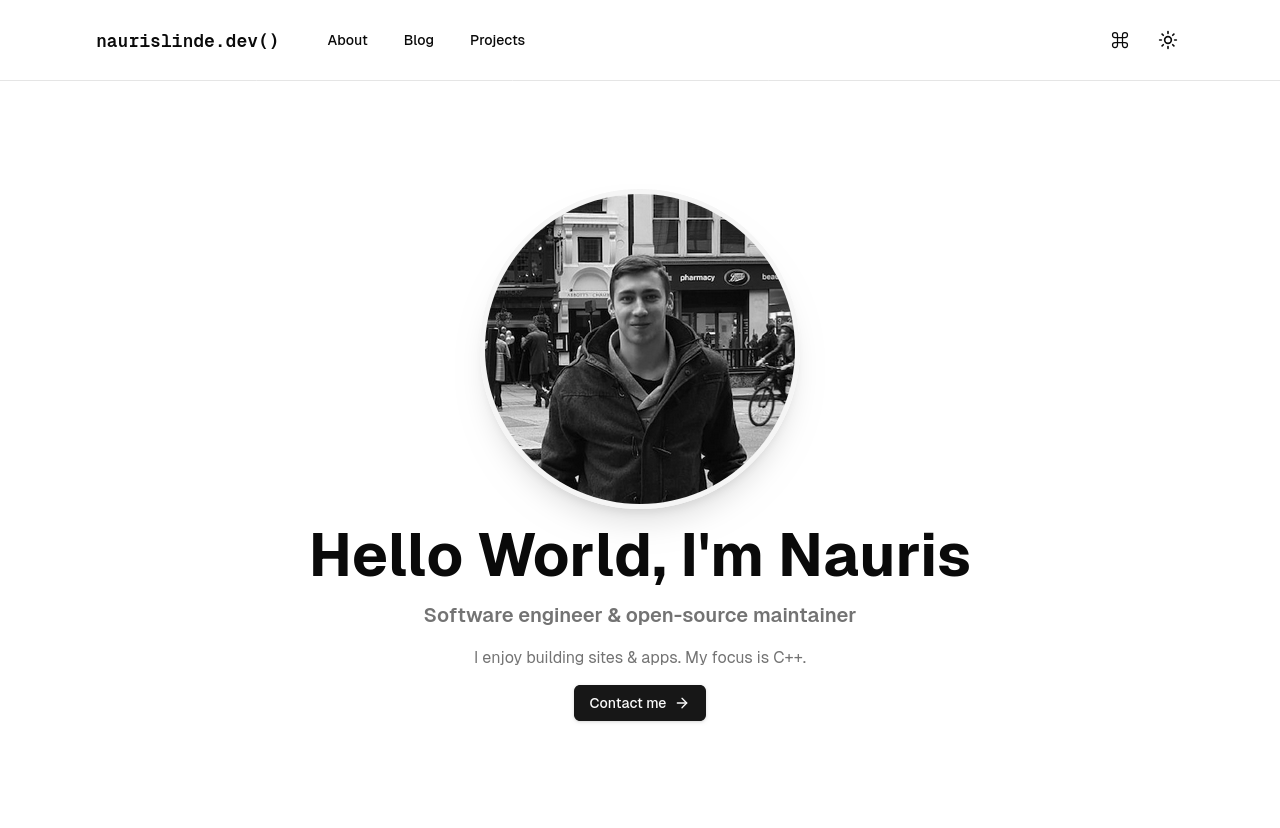 naurislinde.dev()
About
Blog
Projects
pharmacy
Boots
Hello World, I'm Nauris
Software engineer & open-source maintainer
I enjoy building sites & apps. My focus is C++.
Contact me